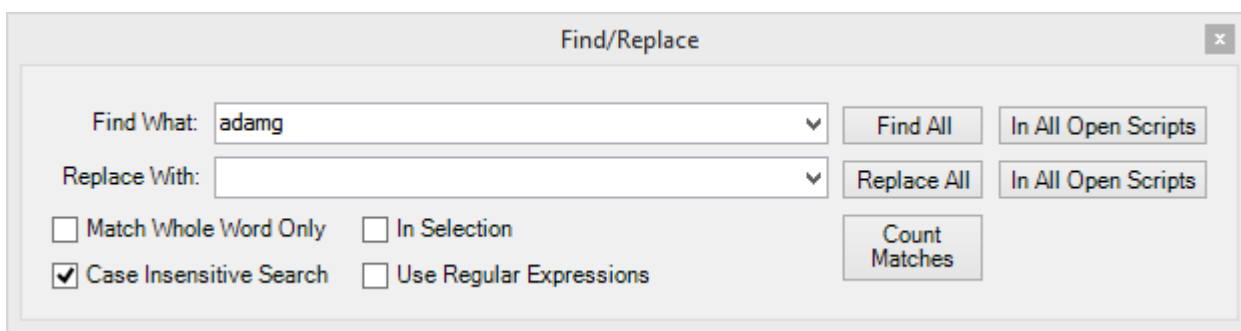 Find/Replace
x
Find What: adamg Find All In All Open Scripts
Replace With: Replace All In All Open Scripts
Match Whole Word Only In Selection Count
Matches
Case Insensitive Search Use Regular Expressions